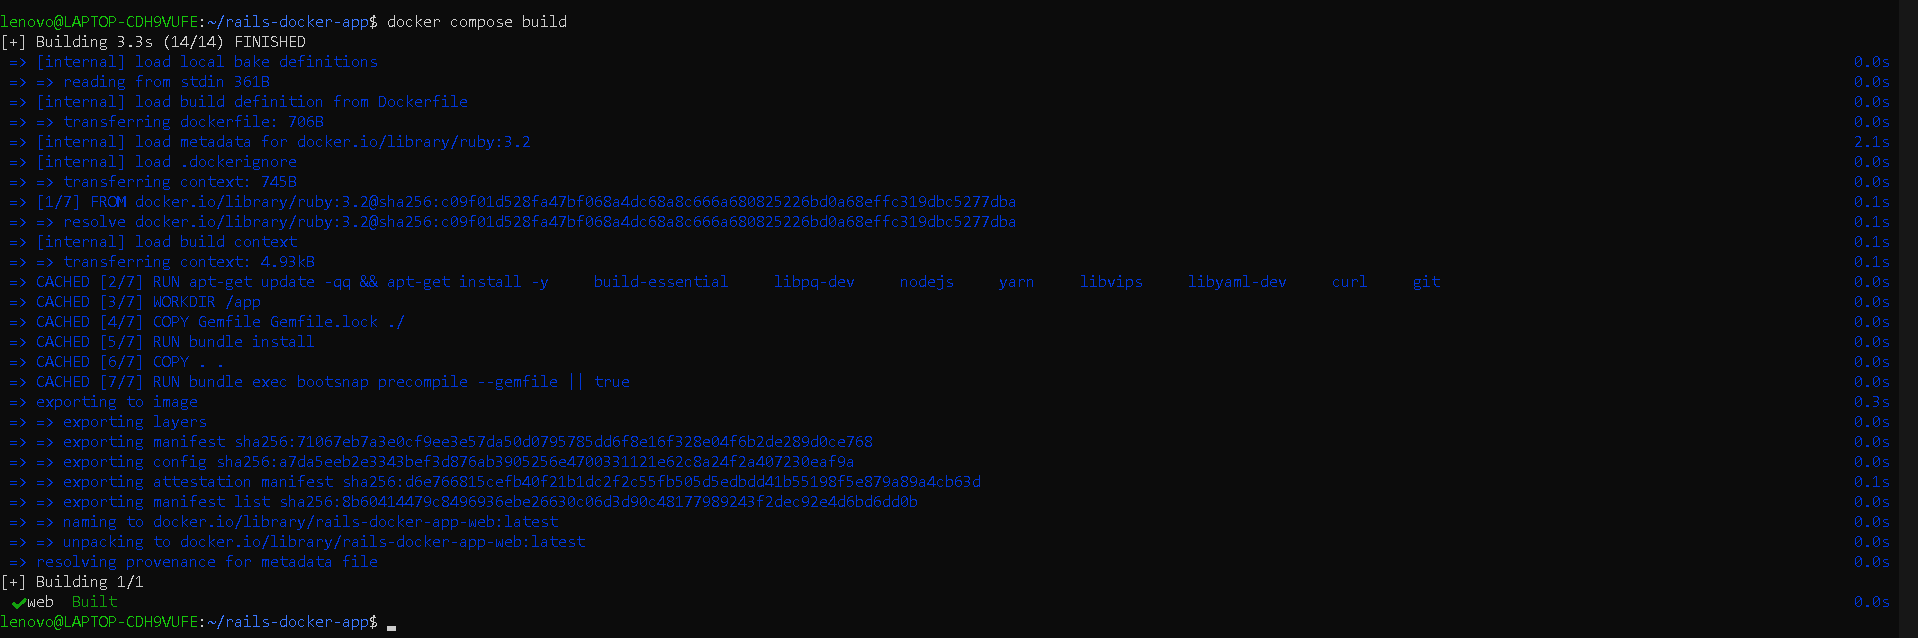 lenovo@LAPTOP-CDH9VUFE:~/rails-docker-app$ docker compose build
[+] Building 3.3s (14/14) FINISHED
=> [internal] load local bake definitions 0.0s
=> => reading from stdin 361B 0.0s
=> [internal] load build definition from Dockerfile 0.0s
=> => transferring dockerfile: 706B 0.0s
=> [internal] load metadata for docker.io/library/ruby:3.2 2.1s
=> [internal] load .dockerignore 0.0s
=> => transferring context: 745B 0.0s
=> [1/7] FROM docker.io/library/ruby:3.2@sha256:c09f01d528fa47bf068a4dc68a8c666a680825226bd0a68effc319dbc5277dba 0.1s
=> => resolve docker.io/library/ruby:3.2@sha256:c09f01d528fa47bf068a4dc68a8c666a680825226bd0a68effc319dbc5277dba 0.1s
=> [internal] load build context 0.1s
=> => transferring context: 4.93kB 0.1s
=> CACHED [2/7] RUN apt-get update -qq && apt-get install -y build-essential libpq-dev nodejs yarn libvips libyaml-dev curl git 0.0s
=> CACHED [3/7] WORKDIR /app 0.0s
=> CACHED [4/7] COPY Gemfile Gemfile.lock ./ 0.0s
=> CACHED [5/7] RUN bundle install 0.0s
=> CACHED [6/7] COPY . . 0.0s
=> CACHED [7/7] RUN bundle exec bootsnap precompile --gemfile || true 0.0s
=> exporting to image 0.3s
=> => exporting layers 0.0s
=> => exporting manifest sha256:71067eb7a3e0cf9ee3e57da50d0795785dd6f8e16f328e04f6b2de289d0ce768 0.0s
=> => exporting config sha256:a7da5eeb2e3343bef3d876ab3905256e4700331121e62c8a24f2a407230eaf9a 0.0s
=> => exporting attestation manifest sha256:d6e766815cefb40f21b1dc2f2c55fb505d5edbdd41b55198f5e879a89a4cb63d 0.1s
=> => exporting manifest list sha256:8b60414479c8496936ebe26630c06d3d90c48177989243f2dec92e4d6bd6dd0b 0.0s
=> => naming to docker.io/library/rails-docker-app-web:latest 0.0s
=> => unpacking to docker.io/library/rails-docker-app-web:latest 0.0s
=> resolving provenance for metadata file 0.0s
[+] Building 1/1
✔web Built 0.0s
lenovo@LAPTOP-CDH9VUFE:~/rails-docker-app$